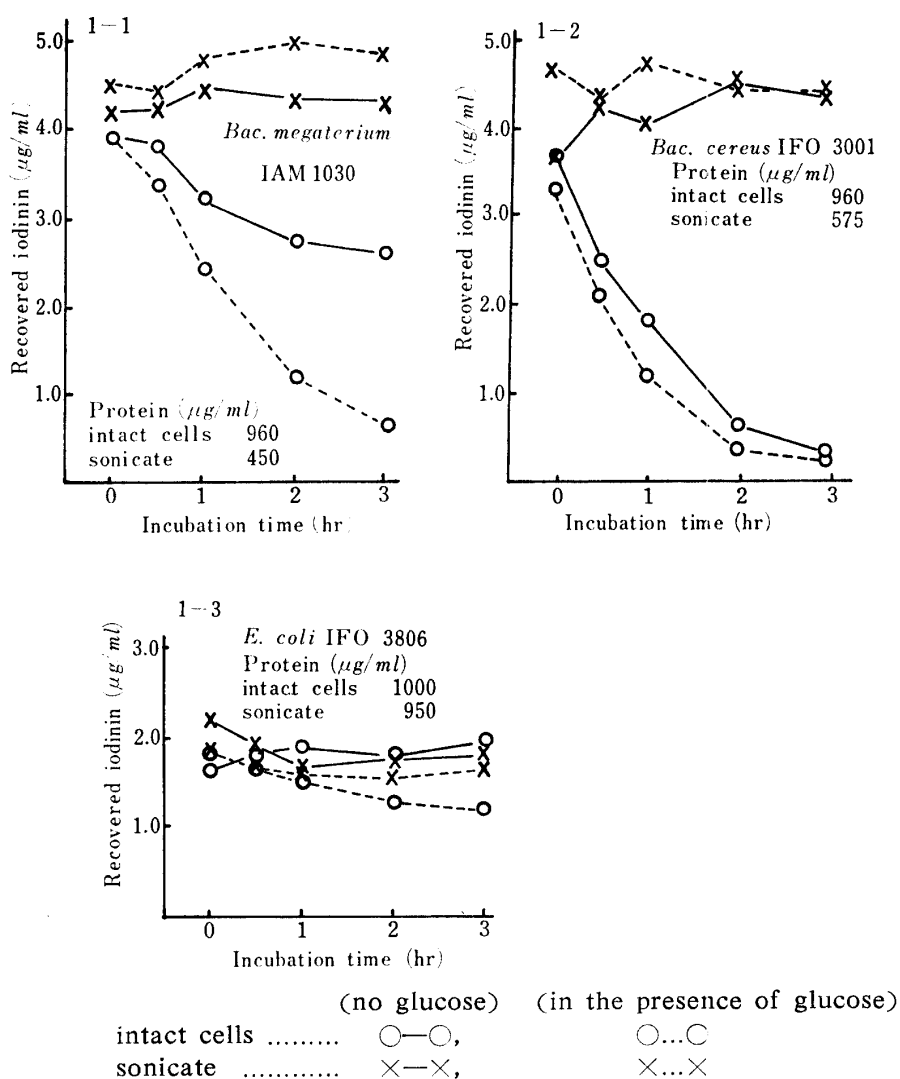 1-1
5.0
4.0
3.0
2.0
1.0
Recovered iodinin (μg/ml)
Bac. megaterium
IAM 1030
Protein (μg/ml)
intact cells 960
sonicate 450
0 1 2 3
Incubation time (hr)
1-2
5.0
4.0
3.0
2.0
1.0
Recovered iodinin (μg/ml)
Bac. cereus IFO 3001
Protein (μg/ml)
intact cells 960
sonicate 575
0 1 2 3
Incubation time (hr)
1-3
3.0
2.0
1.0
Recovered iodinin (μg/ml)
E. coli IFO 3806
Protein (μg/ml)
intact cells 1000
sonicate 950
0 1 2 3
Incubation time (hr)
(no glucose) (in the presence of glucose)
intact cells ......... ○—○, ○...○
sonicate ............ ×—×, ×...×